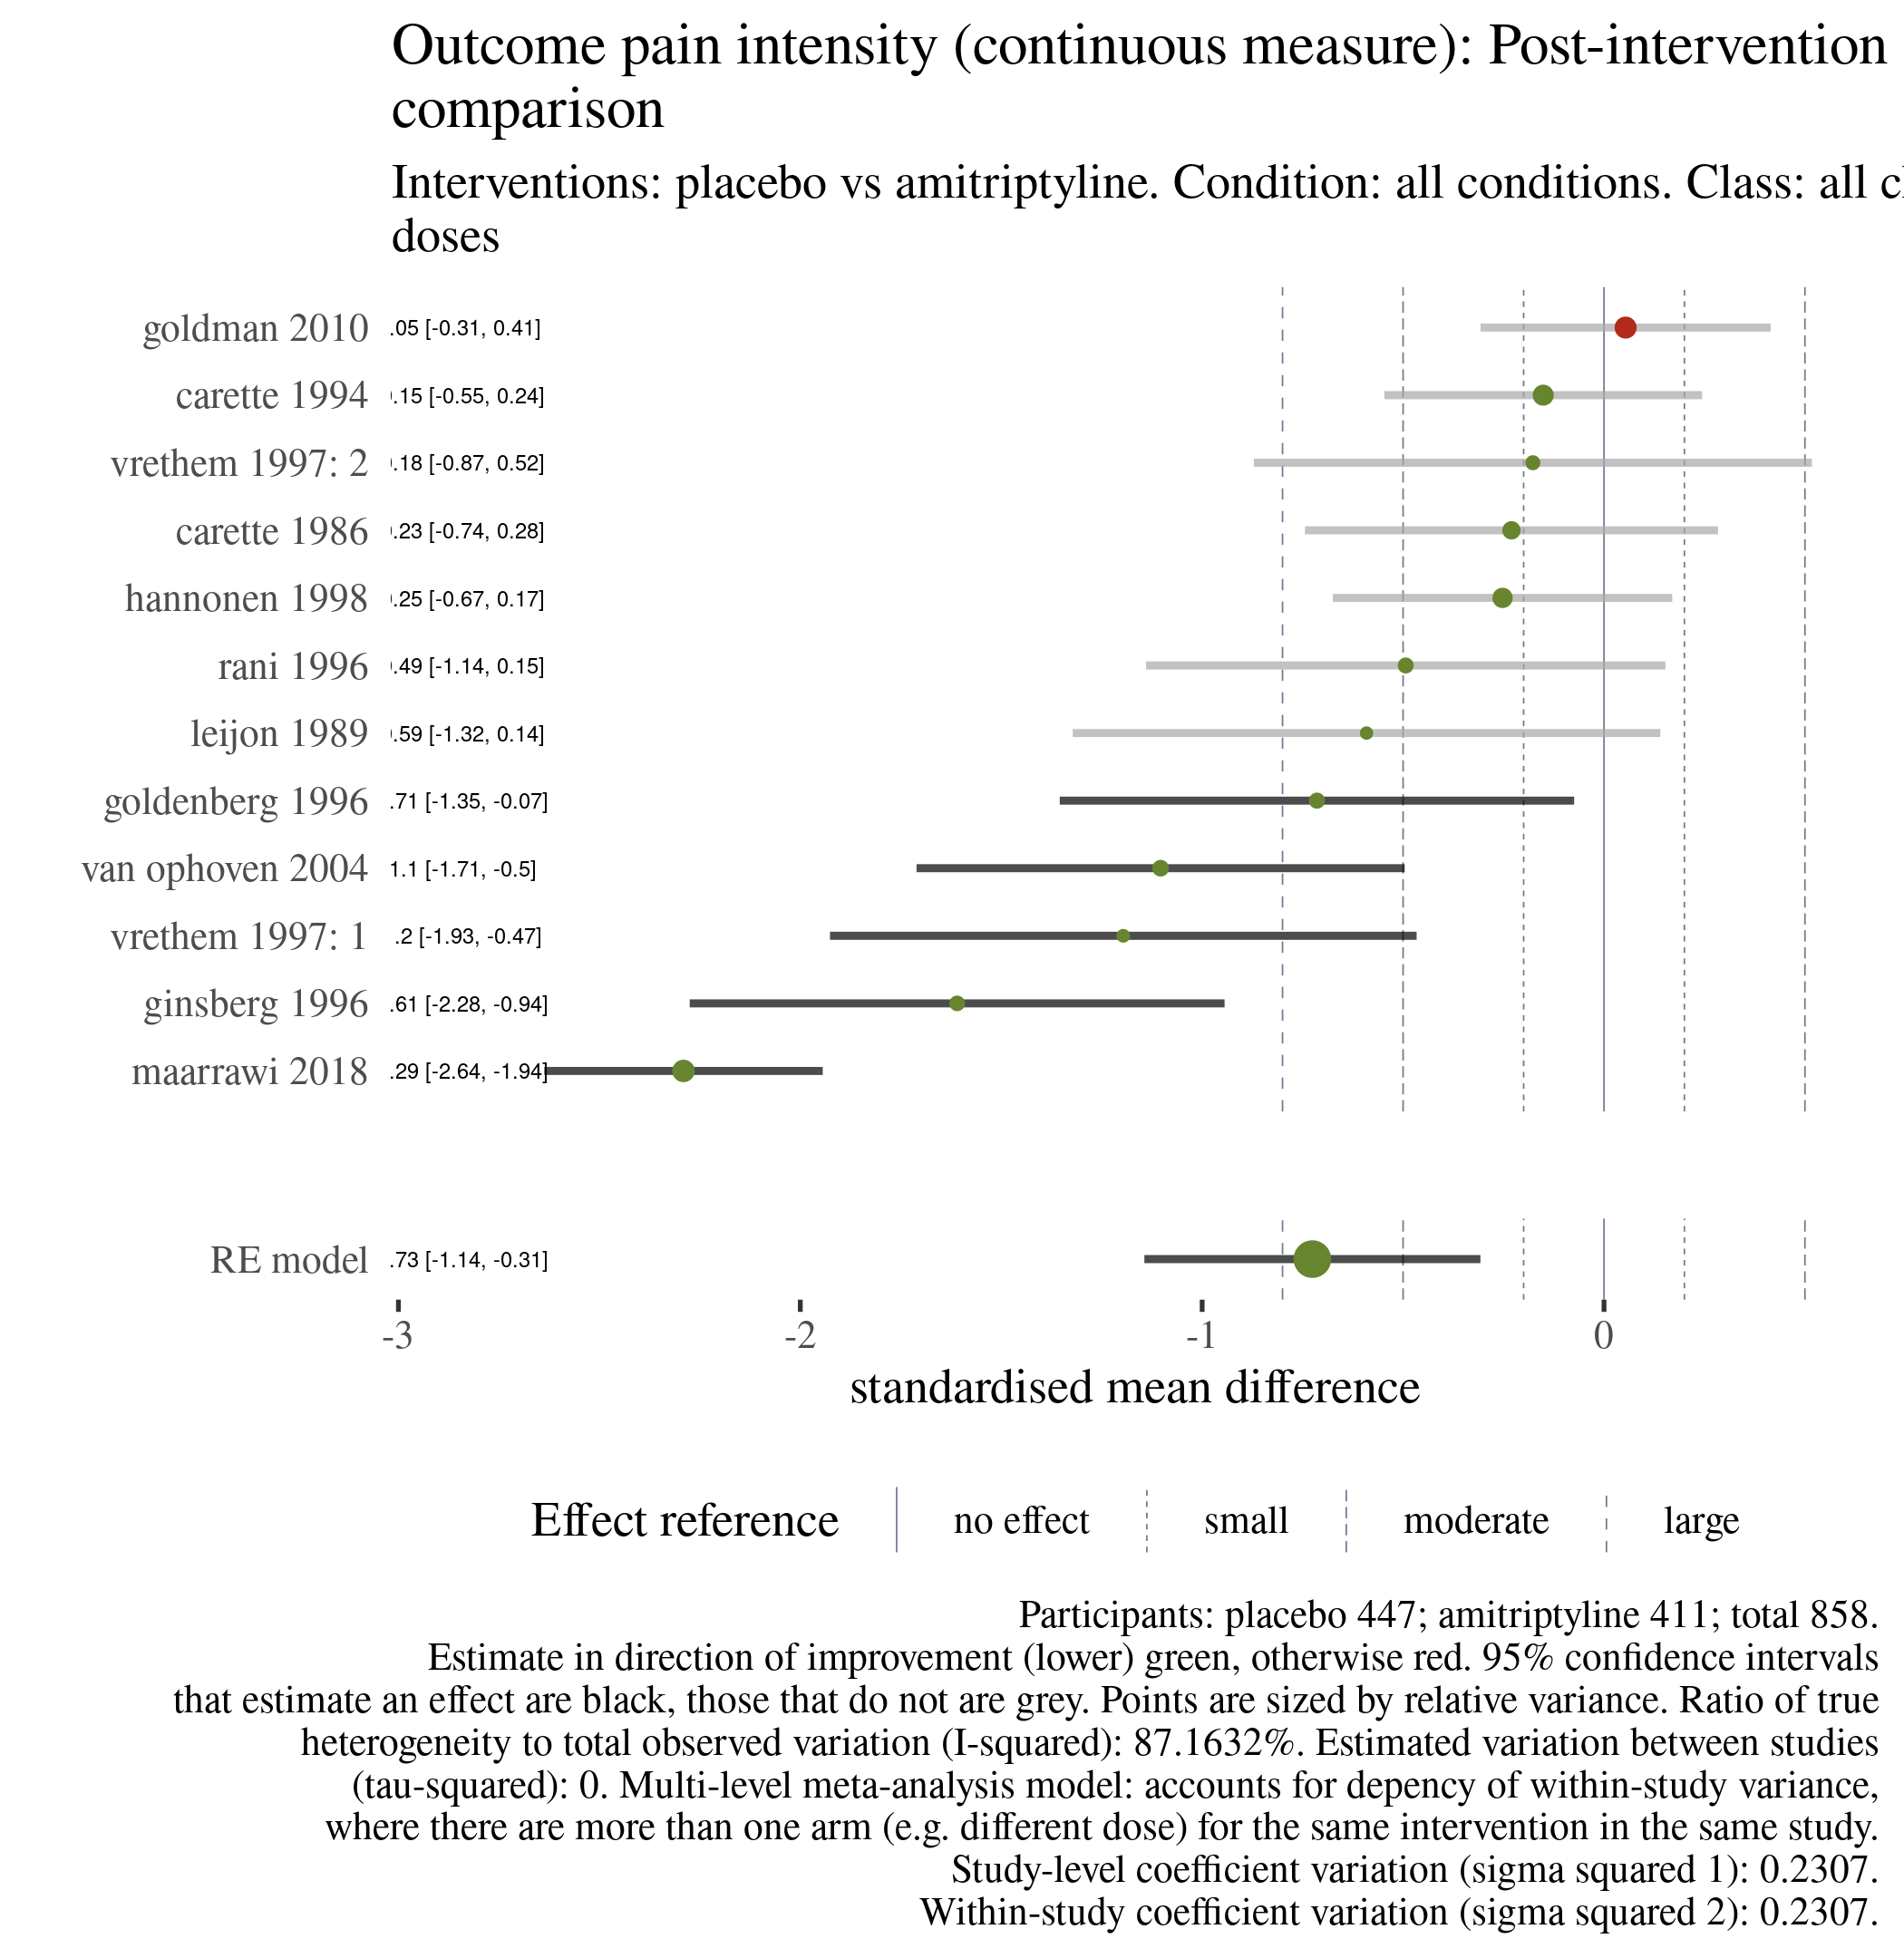 Outcome pain intensity (continuous measure): Post-intervention
comparison
Interventions: placebo vs amitriptyline. Condition: all conditions. Class: all
doses
goldman 2010 .05 [-0.31, 0.41]
carette 1994 .15 [-0.55, 0.24]
vrethem 1997: 2 .18 [-0.87, 0.52]
carette 1986 .23 [-0.74, 0.28]
hannonen 1998 .25 [-0.67, 0.17]
rani 1996 .49 [-1.14, 0.15]
leijon 1989 .59 [-1.32, 0.14]
goldenberg 1996 .71 [-1.35, -0.07]
van ophoven 2004 1.1 [-1.71, -0.5]
vrethem 1997: 1 .2 [-1.93, -0.47]
ginsberg 1996 .61 [-2.28, -0.94]
maarrawi 2018 .29 [-2.64, -1.94]
RE model .73 [-1.14, -0.31]
-3 -2 -1 0
standardised mean difference
Effect reference no effect small moderate large
Participants: placebo 447; amitriptyline 411; total 858.
Estimate in direction of improvement (lower) green, otherwise red. 95% confidence intervals
that estimate an effect are black, those that do not are grey. Points are sized by relative variance. Ratio of true
heterogeneity to total observed variation (I-squared): 87.1632%. Estimated variation between studies
(tau-squared): 0. Multi-level meta-analysis model: accounts for depency of within-study variance,
where there are more than one arm (e.g. different dose) for the same intervention in the same study.
Study-level coefficient variation (sigma squared 1): 0.2307.
Within-study coefficient variation (sigma squared 2): 0.2307.